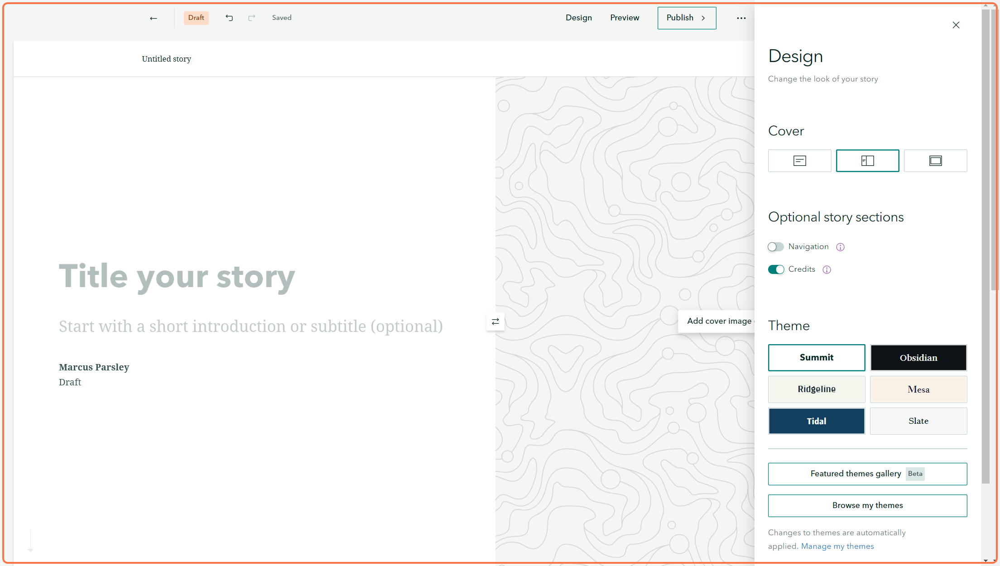 Draft
Saved
Design
Preview
Publish
Untitled story
Title your story
Start with a short introduction or subtitle (optional)
Marcus Parsley
Draft
Add cover image
Design
Change the look of your story
Cover
Optional story sections
Navigation
Credits
Theme
Summit
Obsidian
Ridgeline
Mesa
Tidal
Slate
Featured themes gallery Beta
Browse my themes
Changes to themes are automatically
applied. Manage my themes